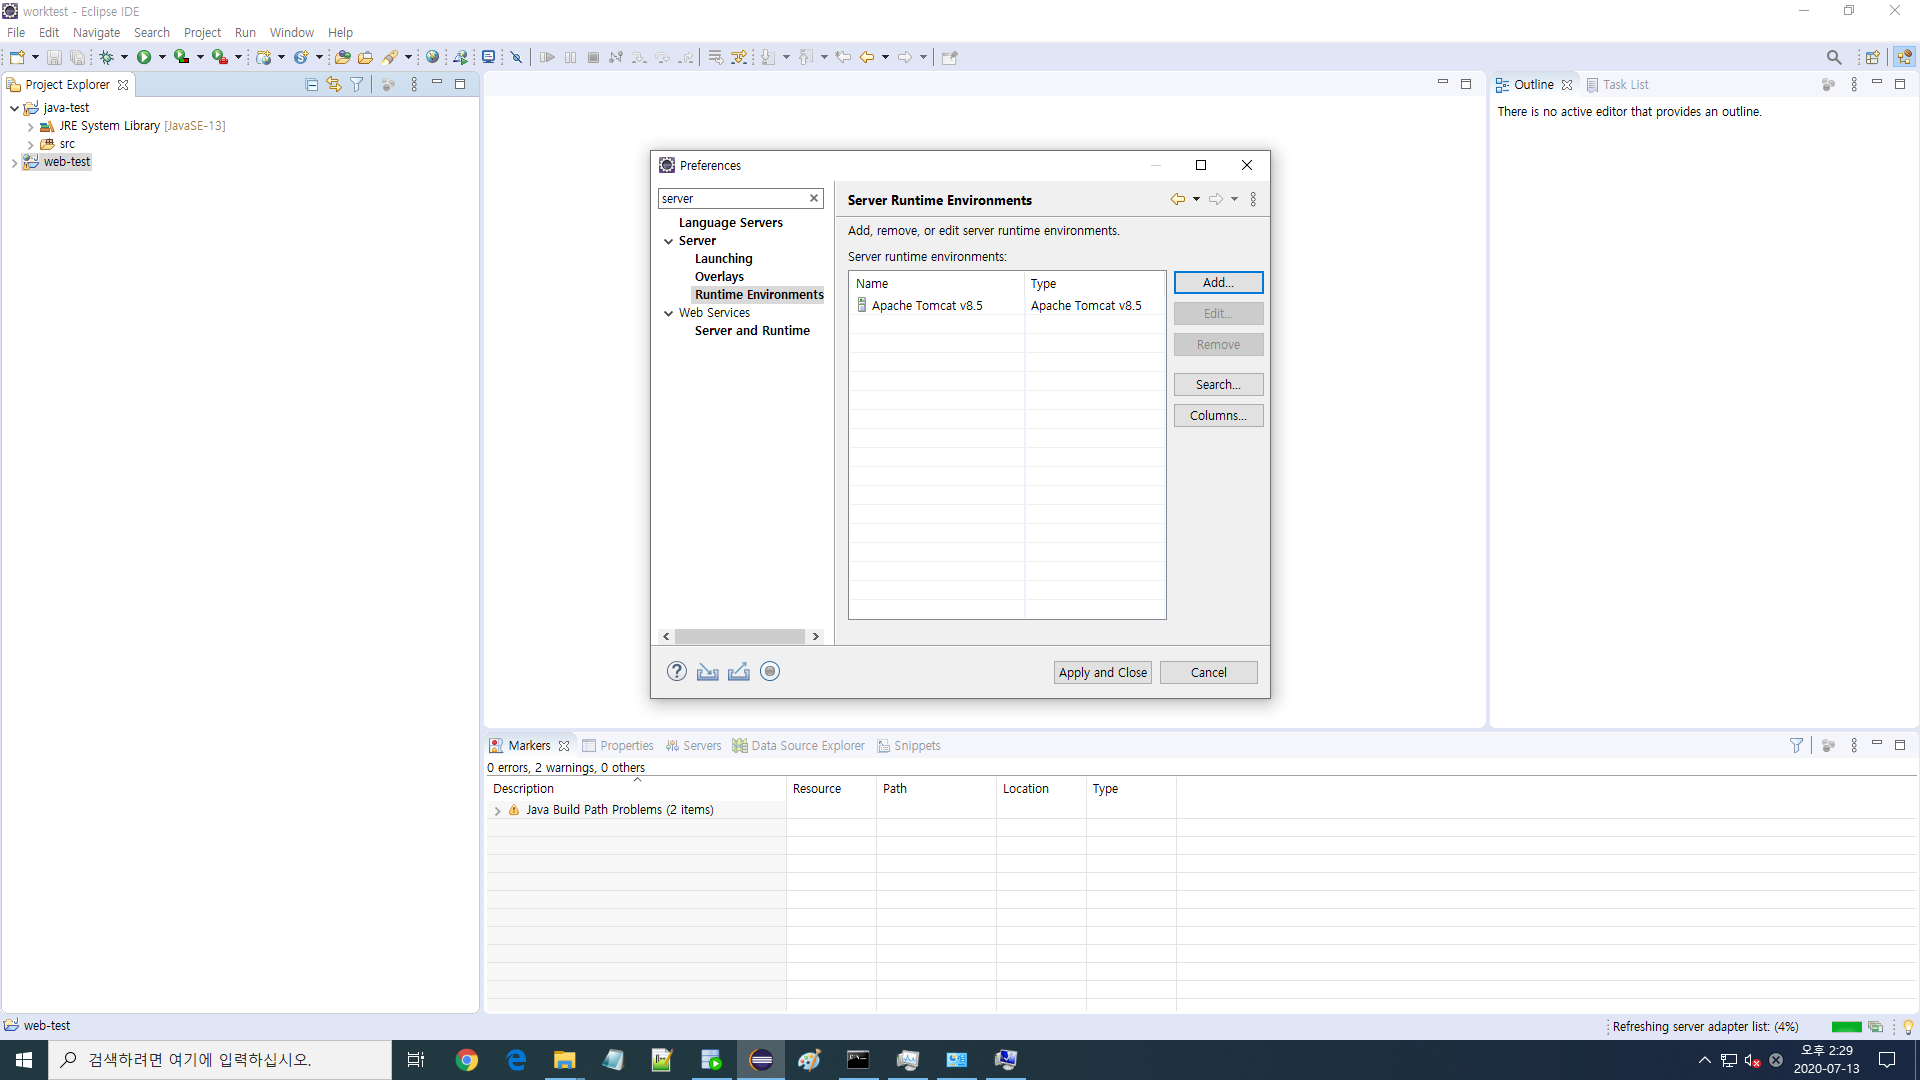 worktest - Eclipse IDE
File Edit Navigate Search Project Run Window Help
Project Explorer
java-test
JRE System Library [JavaSE-13]
src
web-test
Outline Task List
There is no active editor that provides an outline.
Preferences
server
Language Servers
Server
Launching
Overlays
Runtime Environments
Web Services
Server and Runtime
Server Runtime Environments
Add, remove, or edit server runtime environments.
Server runtime environments:
Name Type
Apache Tomcat v8.5 Apache Tomcat v8.5
Add...
Edit...
Remove
Search...
Columns...
Apply and Close Cancel
Markers Properties Servers Data Source Explorer Snippets
0 errors, 2 warnings, 0 others
Description Resource Path Location Type
Java Build Path Problems (2 items)
web-test
Refreshing server adapter list: (4%)
검색하려면 여기에 입력하십시오.
오후 2:29
2020-07-13